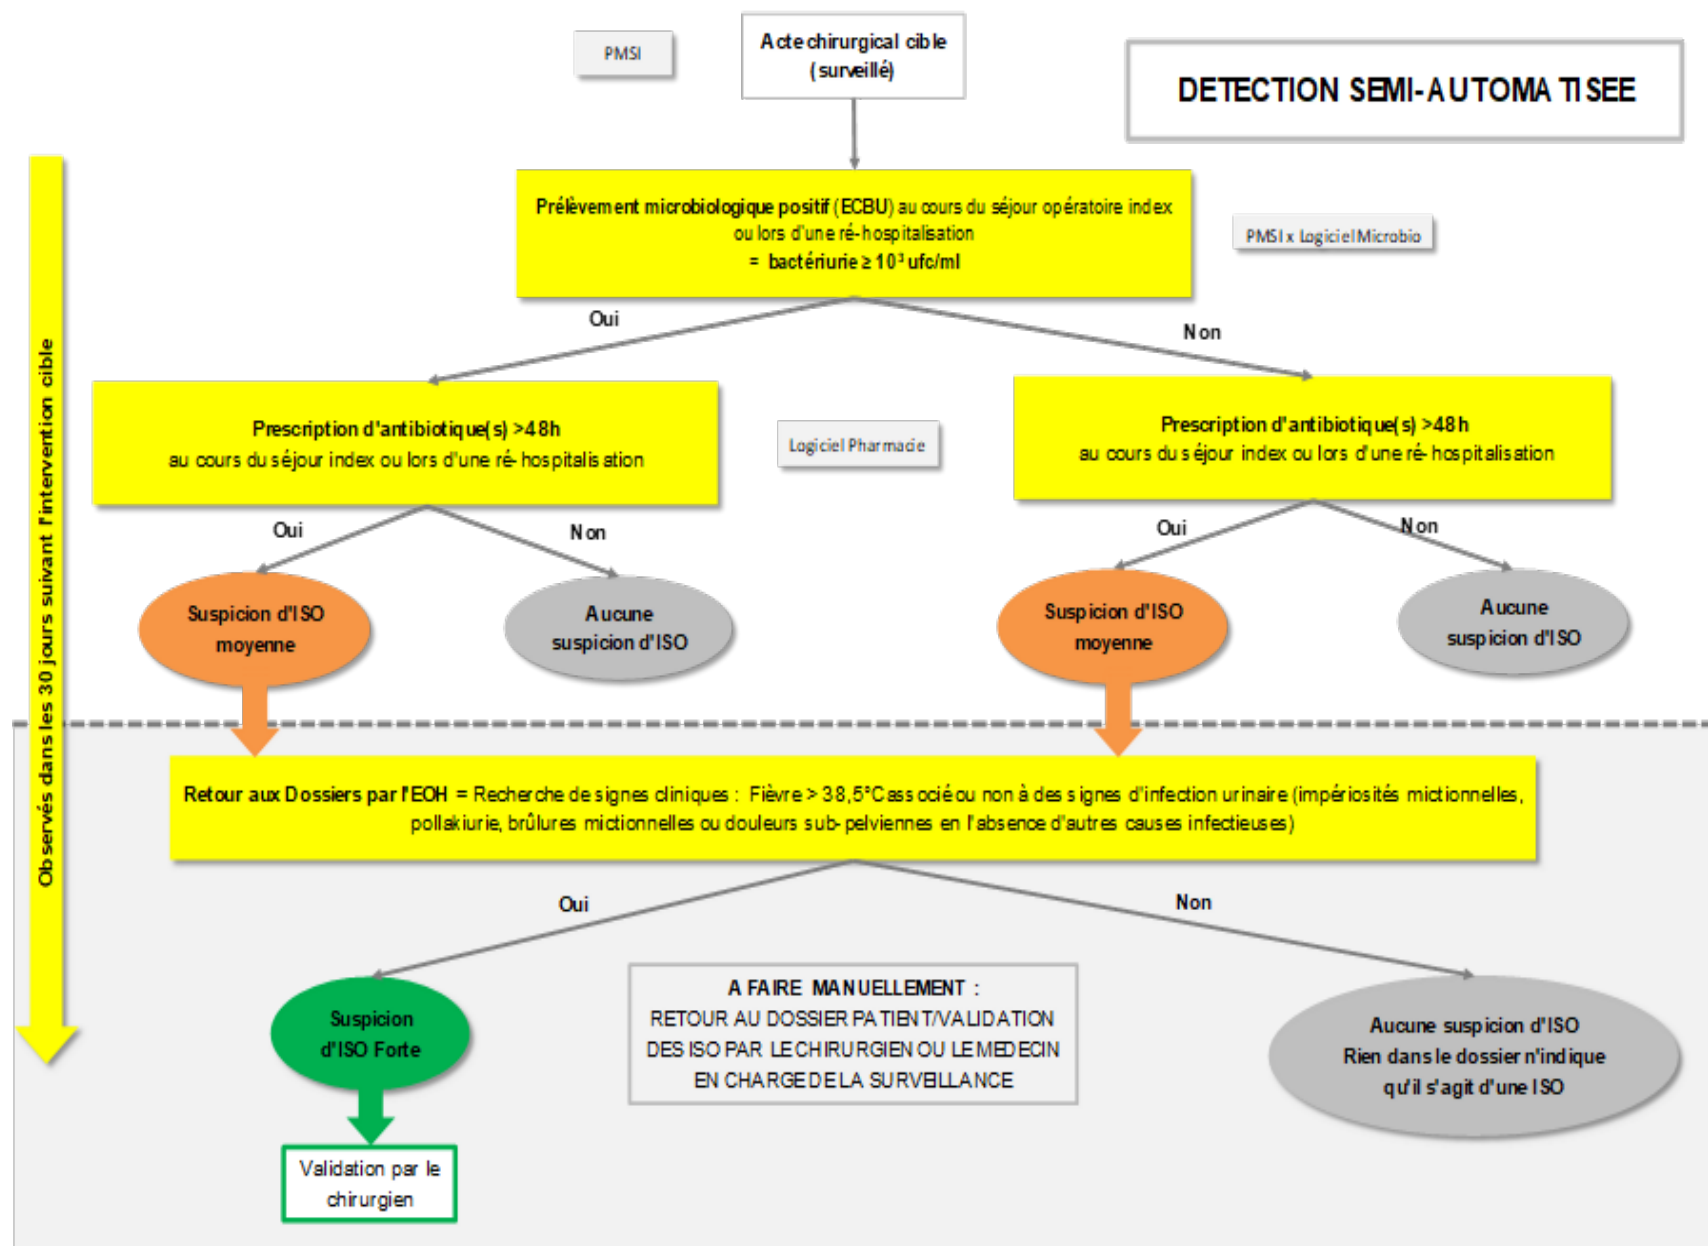 PMSI
Acte chirurgical cible
(surveillé)
DETECTION SEMI-AUTOMATISEE
Prélèvement microbiologique positif (ECBU) au cours du séjour opératoire index
ou lors d'une ré-hospitalisation
= bactériurie ≥ 10³ ufc/ml
PMSI x Logiciel Microbio
Oui
Non
Prescription d'antibiotique(s) >48h
au cours du séjour index ou lors d'une ré-hospitalisation
Logiciel Pharmacie
Prescription d'antibiotique(s) >48h
au cours du séjour index ou lors d'une ré-hospitalisation
Oui
Non
Oui
Non
Suspicion d'ISO
moyenne
Aucune
suspicion d'ISO
Suspicion d'ISO
moyenne
Aucune
suspicion d'ISO
Observés dans les 30 jours suivant l'intervention cible
Retour aux Dossiers par l'EOH = Recherche de signes cliniques : Fièvre > 38,5°C associé ou non à des signes d'infection urinaire (impériosités mictionnelles,
pollakiurie, brûlures mictionnelles ou douleurs sub-pelviennes en l'absence d'autres causes infectieuses)
Oui
Non
Suspicion
d'ISO Forte
A FAIRE MANUELLEMENT :
RETOUR AU DOSSIER PATIENT/VALIDATION
DES ISO PAR LE CHIRURGIEN OU LE MEDECIN
EN CHARGE DE LA SURVEILLANCE
Aucune suspicion d'ISO
Rien dans le dossier n'indique
qu'il s'agit d'une ISO
Validation par le
chirurgien